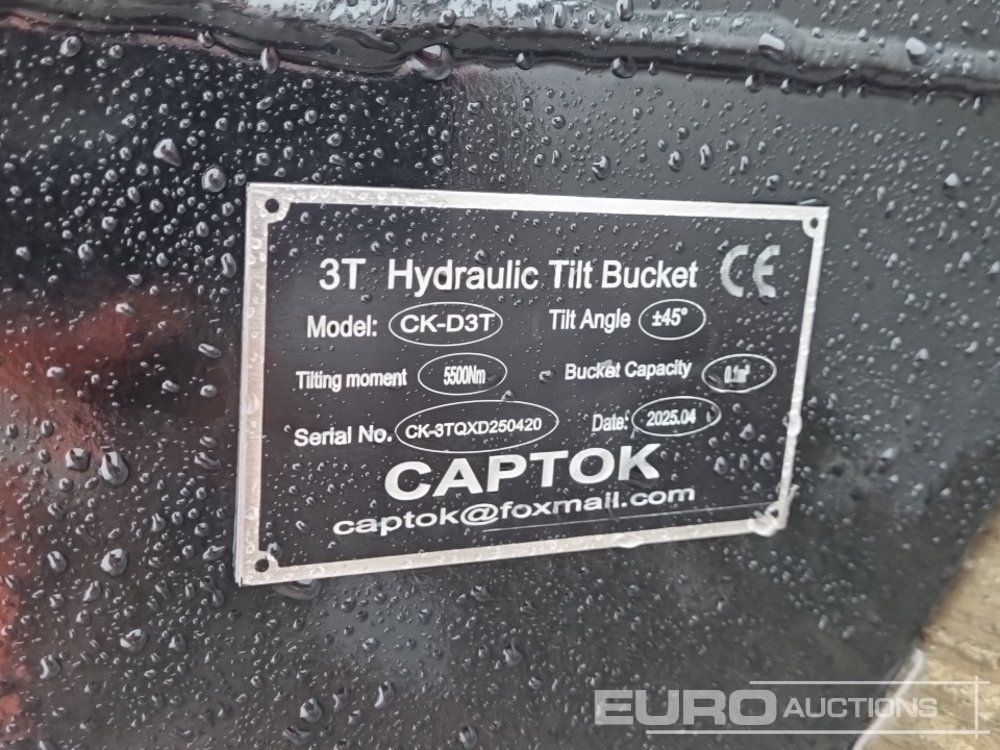 3T Hydraulic Tilt Bucket CE
Model: CK-D3T Tilt Angle ±45°
Tilting moment 5500Nm Bucket Capacity 0.1m³
Serial No. CK-3TQXD250420 Date: 2025.04
CAPTOK
captok@foxmail.com
EURO AUCTIONS